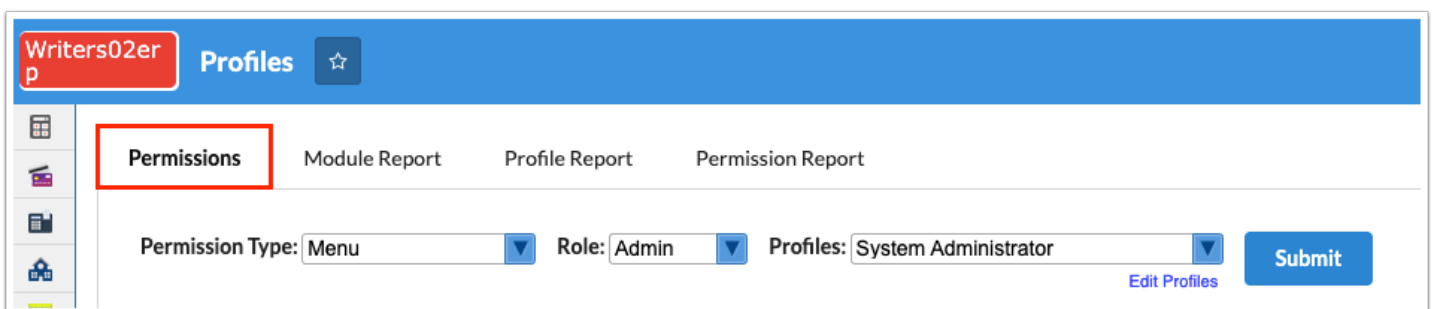 Writers02er
p
Profiles
Permissions Module Report Profile Report Permission Report
Permission Type: Menu Role: Admin Profiles: System Administrator Submit
Edit Profiles